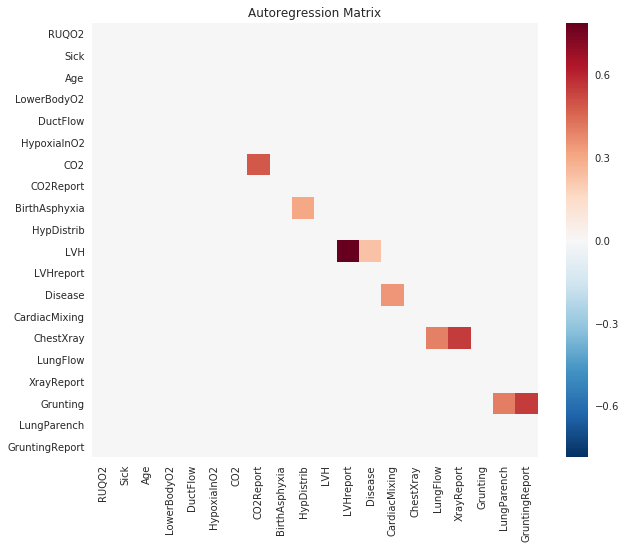 Autoregression Matrix
RUQO2
Sick
Age
LowerBodyO2
DuctFlow
HypoxiaInO2
CO2
CO2Report
BirthAsphyxia
HypDistrib
LVH
LVHreport
Disease
CardiacMixing
ChestXray
LungFlow
XrayReport
Grunting
LungParench
GruntingReport
0.6
0.3
0.0
−0.3
−0.6
RUQO2
Sick
Age
LowerBodyO2
DuctFlow
HypoxiaInO2
CO2
CO2Report
BirthAsphyxia
HypDistrib
LVH
LVHreport
Disease
CardiacMixing
ChestXray
LungFlow
XrayReport
Grunting
LungParench
GruntingReport